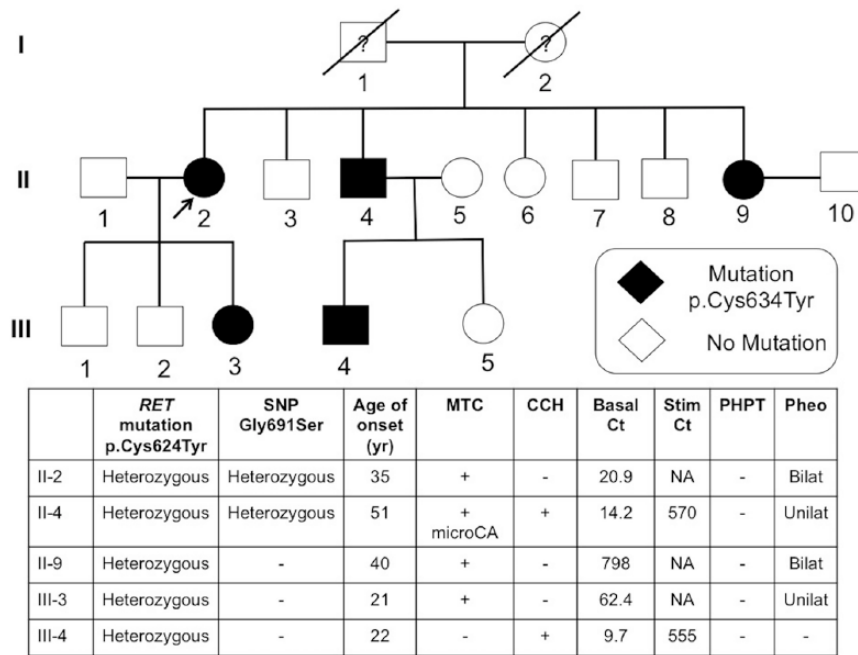 I
?
?
1
2
II
1
2
3
4
5
6
7
8
9
10
Mutation
p.Cys634Tyr
No Mutation
III
1
2
3
4
5
RET mutation p.Cys624Tyr SNP Gly691Ser Age of onset (yr) MTC CCH Basal Ct Stim Ct PHPT Pheo
II-2 Heterozygous Heterozygous 35 + - 20.9 NA - Bilat
II-4 Heterozygous Heterozygous 51 + microCA + 14.2 570 - Unilat
II-9 Heterozygous - 40 + - 798 NA - Bilat
III-3 Heterozygous - 21 + - 62.4 NA - Unilat
III-4 Heterozygous - 22 - + 9.7 555 - -